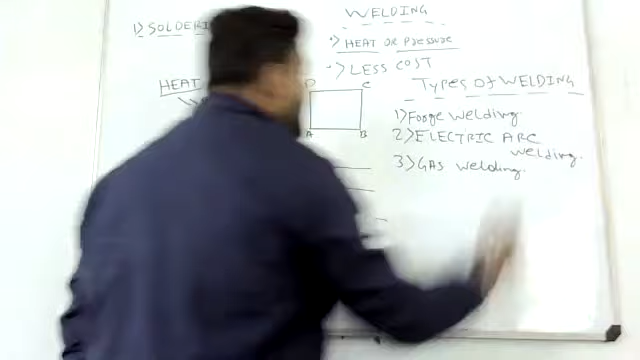 WELDING
1) SOLDERI
•) HEAT OR PRESSURE
•) LESS COST
HEAT
D C
A B
Types of WELDING
1) Forge welding.
2) ELECTRIC ARC
welding.
3) GAS welding.